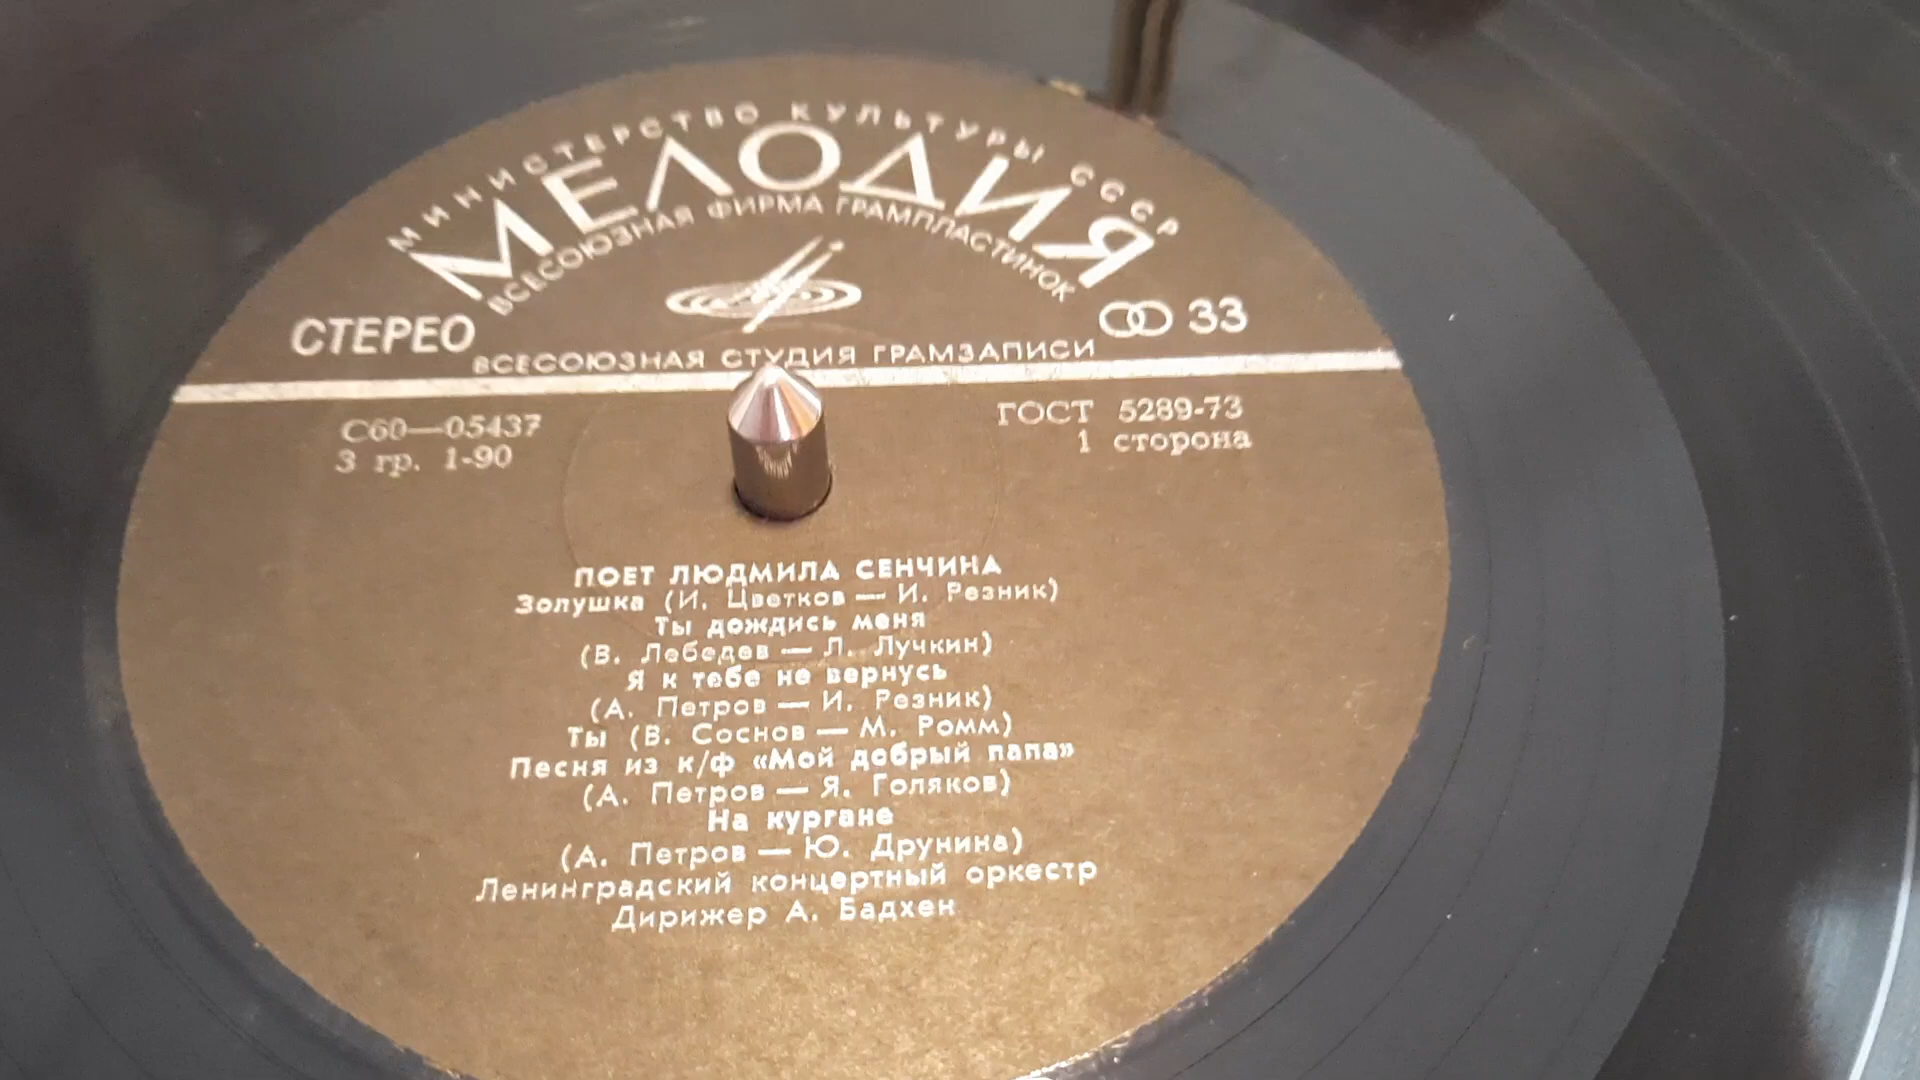 МИНИСТЕРСТВО КУЛЬТУРЫ СССР
МЕЛОДИЯ
ВСЕСОЮЗНАЯ ФИРМА ГРАМПЛАСТИНОК
СТЕРЕО
33
ВСЕСОЮЗНАЯ СТУДИЯ ГРАМЗАПИСИ
С60—05437
3 гр. 1-90
ГОСТ 5289-73
1 сторона
ПОЕТ ЛЮДМИЛА СЕНЧИНА
Золушка (И. Цветков — И. Резник)
Ты дождись меня
(В. Лебедев — Л. Лучкин)
Я к тебе не вернусь
(А. Петров — И. Резник)
Ты (В. Соснов — М. Ромм)
Песня из к/ф «Мой добрый папа»
(А. Петров — Я. Голяков)
На кургане
(А. Петров — Ю. Друнина)
Ленинградский концертный оркестр
Дирижер А. Бадхен